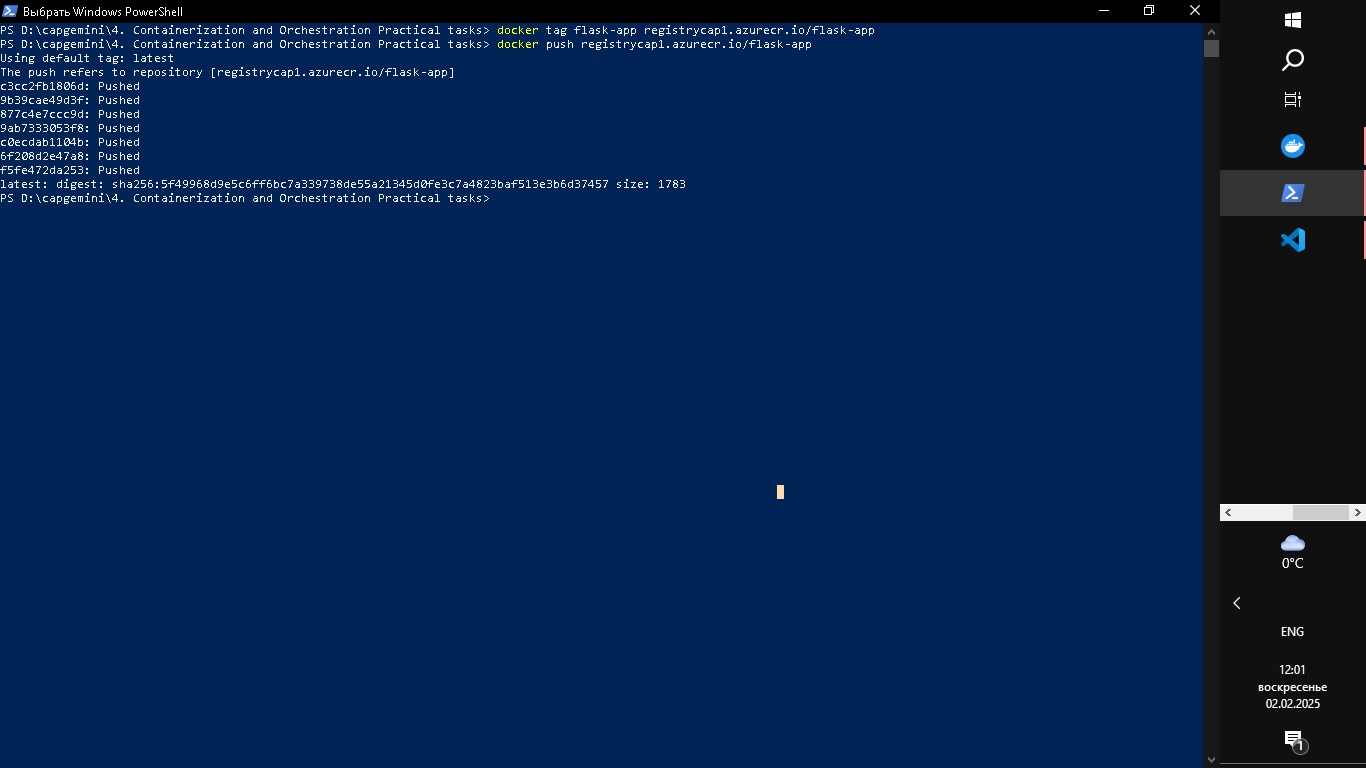 Выбрать Windows PowerShell
PS D:\capgemini\4. Containerization and Orchestration Practical tasks> docker tag flask-app registrycap1.azurecr.io/flask-app
PS D:\capgemini\4. Containerization and Orchestration Practical tasks> docker push registrycap1.azurecr.io/flask-app
Using default tag: latest
The push refers to repository [registrycap1.azurecr.io/flask-app]
c3cc2fb1806d: Pushed
9b39cae49d3f: Pushed
877c4e7ccc9d: Pushed
9ab7333053f8: Pushed
c0ecdab1104b: Pushed
6f208d2e47a8: Pushed
f5fe472da253: Pushed
latest: digest: sha256:5f49968d9e5c6ff6bc7a339738de55a21345d0fe3c7a4823baf513e3b6d37457 size: 1783
PS D:\capgemini\4. Containerization and Orchestration Practical tasks>
0°C
ENG
12:01
воскресенье
02.02.2025
1